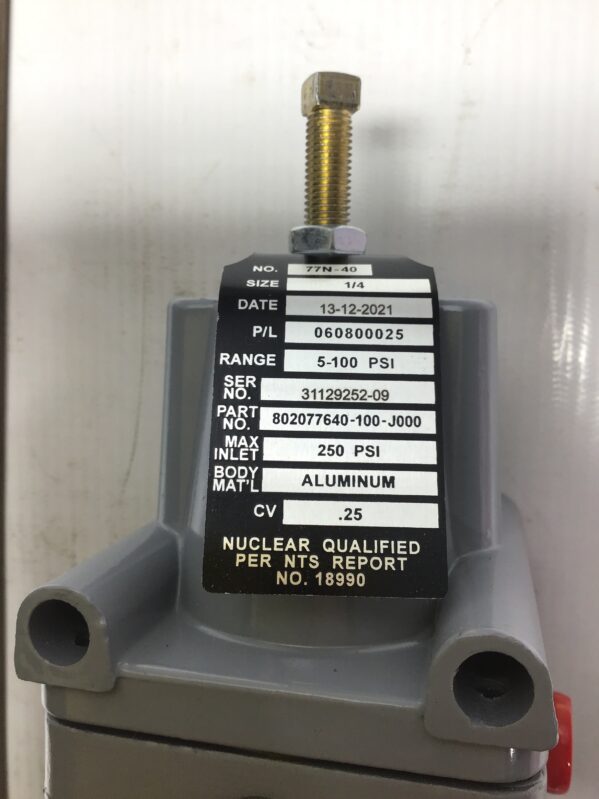 NO. 77N-40
SIZE 1/4
DATE 13-12-2021
P/L 060800025
RANGE 5-100 PSI
SER NO. 31129252-09
PART NO. 802077640-100-J000
MAX INLET 250 PSI
BODY MAT'L ALUMINUM
CV .25
NUCLEAR QUALIFIED
PER NTS REPORT
NO. 18990